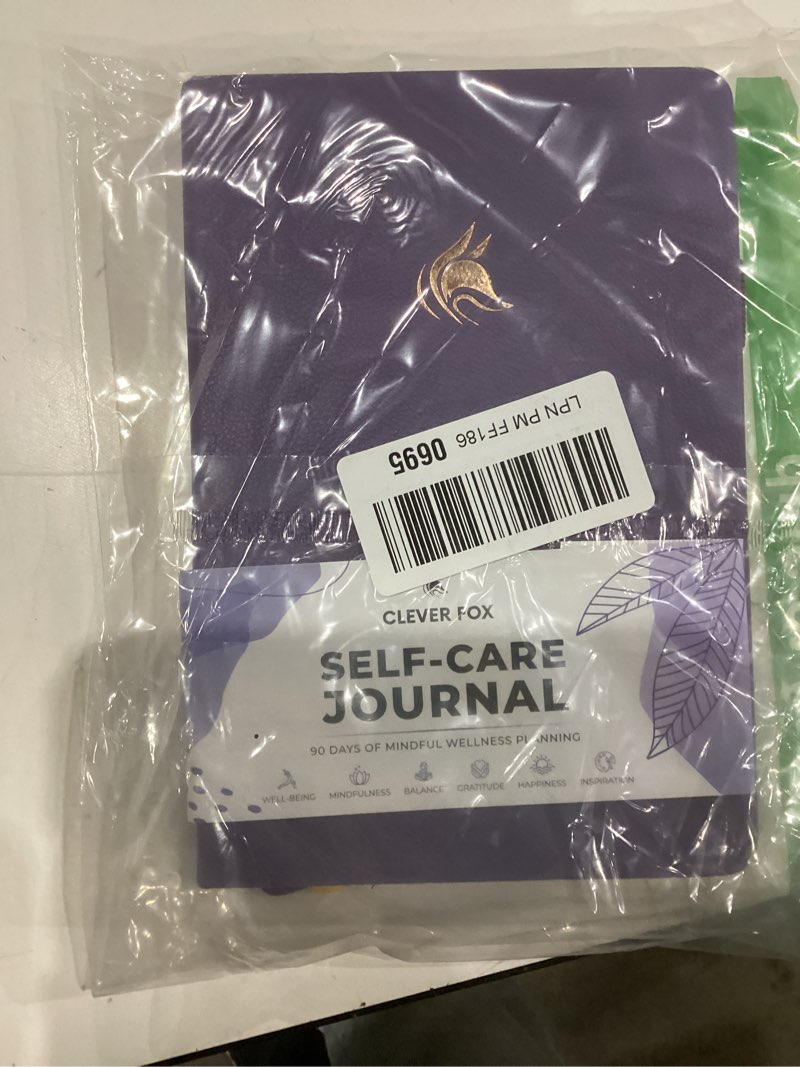 LPN PM FF186 0695
CLEVER FOX
SELF-CARE
JOURNAL
90 DAYS OF MINDFUL WELLNESS PLANNING
WELL-BEING MINDFULNESS BALANCE GRATITUDE HAPPINESS INSPIRATION